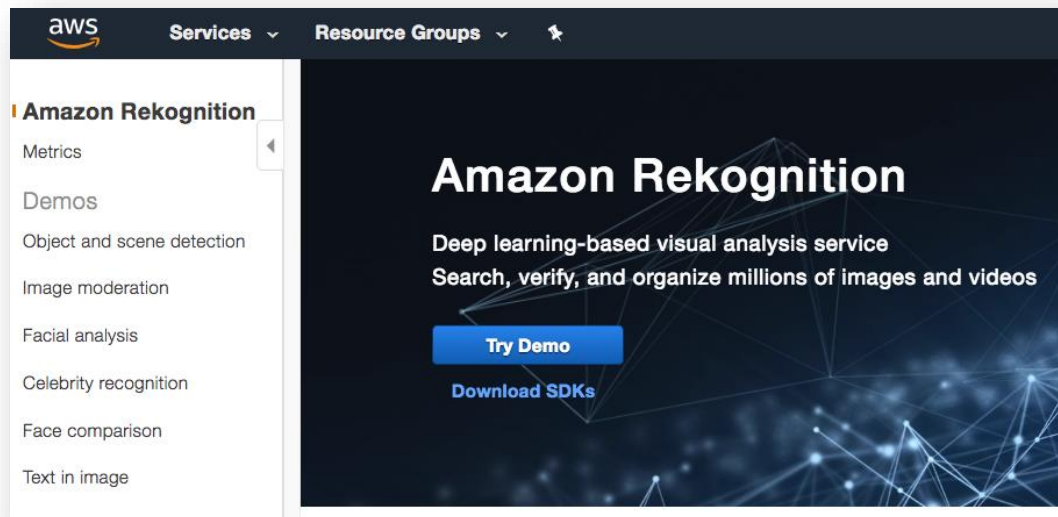 aws Services Resource Groups
Amazon Rekognition
Metrics
Demos
Object and scene detection
Image moderation
Facial analysis
Celebrity recognition
Face comparison
Text in image
Amazon Rekognition
Deep learning-based visual analysis service
Search, verify, and organize millions of images and videos
Try Demo
Download SDKs